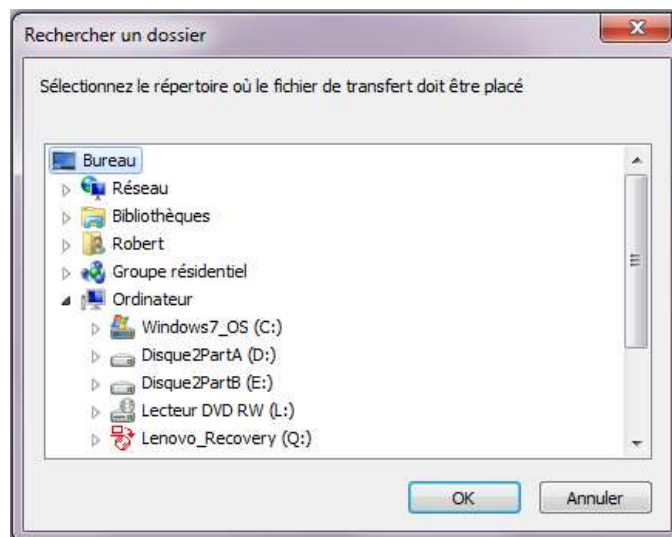 Rechercher un dossier
Sélectionnez le répertoire où le fichier de transfert doit être placé
Bureau
Réseau
Bibliothèques
Robert
Groupe résidentiel
Ordinateur
Windows7_OS (C:)
Disque2PartA (D:)
Disque2PartB (E:)
Lecteur DVD RW (L:)
Lenovo_Recovery (Q:)
OK Annuler